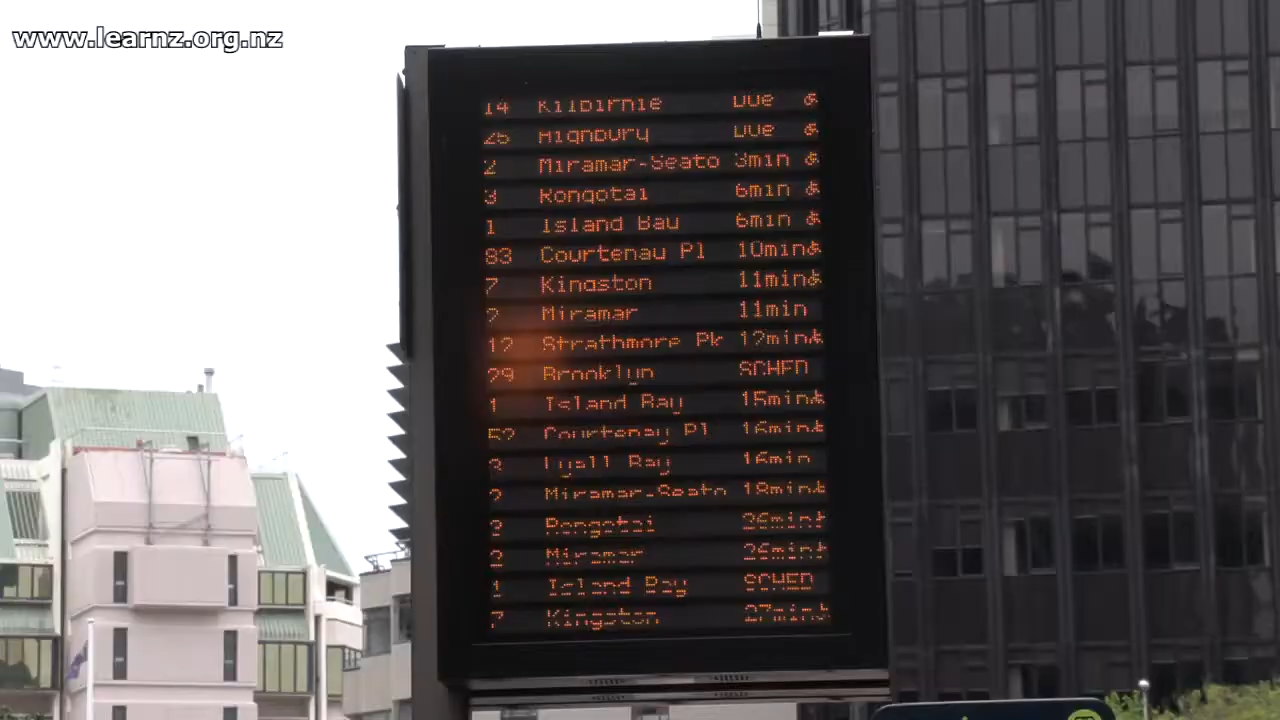 www.learnz.org.nz
14 Kilbirnie Due
25 Highbury Due
2 Miramar-Seato 3min
3 Rongotai 6min
1 Island Bay 6min
83 Courtenay Pl 10min
7 Kingston 11min
2 Miramar 11min
12 Strathmore Pk 12min
29 Brooklyn SCHED
1 Island Bay 15min
52 Courtenay Pl 16min
3 Lyall Bay 16min
2 Miramar-Seato 18min
Rongotai 26min
2 Miramar 26min
1 Island Bay SCHED
7 Kingston 27min